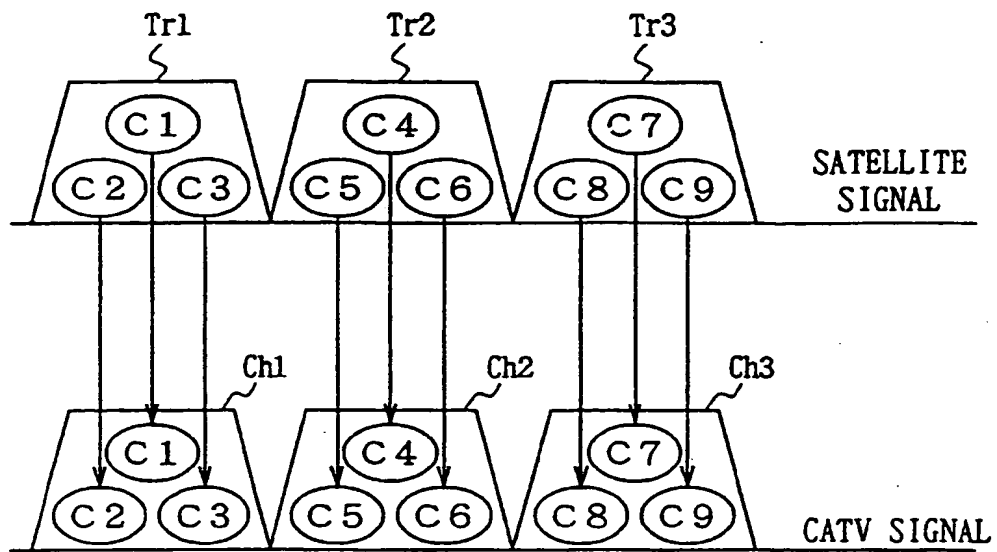 Tr1 Tr2 Tr3
C1 C4 C7
C2 C3 C5 C6 C8 C9
SATELLITE
SIGNAL
Ch1 Ch2 Ch3
C1 C4 C7
C2 C3 C5 C6 C8 C9
CATV SIGNAL